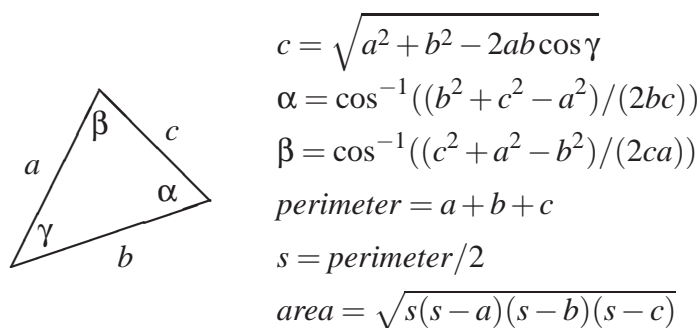 c = √(a² + b² − 2ab cos γ)
α = cos⁻¹((b² + c² − a²)/(2bc))
β = cos⁻¹((c² + a² − b²)/(2ca))
perimeter = a + b + c
s = perimeter/2
area = √(s(s − a)(s − b)(s − c))
β
c
a
α
γ
b